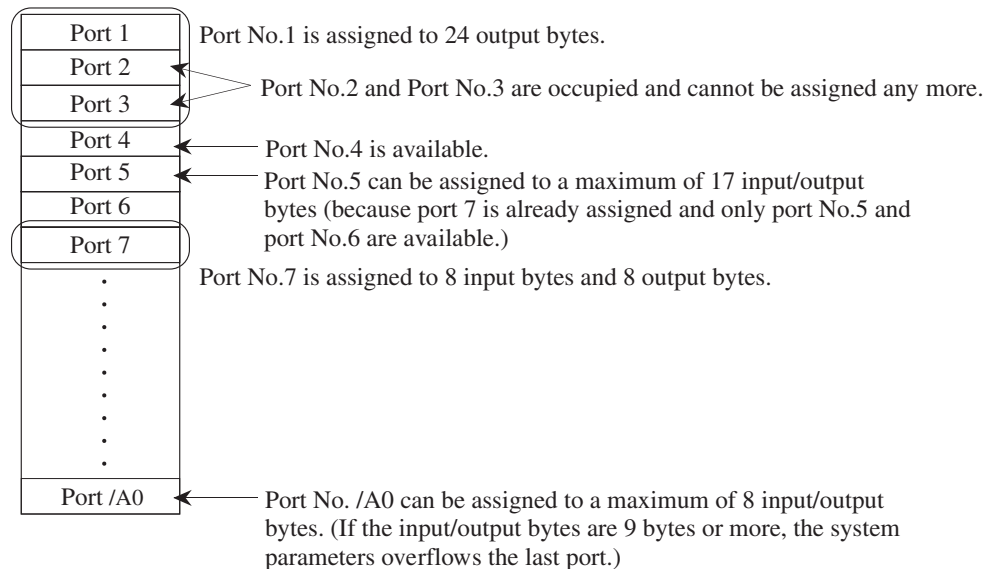 Port 1
Port No.1 is assigned to 24 output bytes.
Port 2
Port 3
Port No.2 and Port No.3 are occupied and cannot be assigned any more.
Port 4
Port No.4 is available.
Port 5
Port No.5 can be assigned to a maximum of 17 input/output
bytes (because port 7 is already assigned and only port No.5 and
port No.6 are available.)
Port 6
Port 7
Port No.7 is assigned to 8 input bytes and 8 output bytes.
Port /A0
Port No. /A0 can be assigned to a maximum of 8 input/output
bytes. (If the input/output bytes are 9 bytes or more, the system
parameters overflows the last port.)